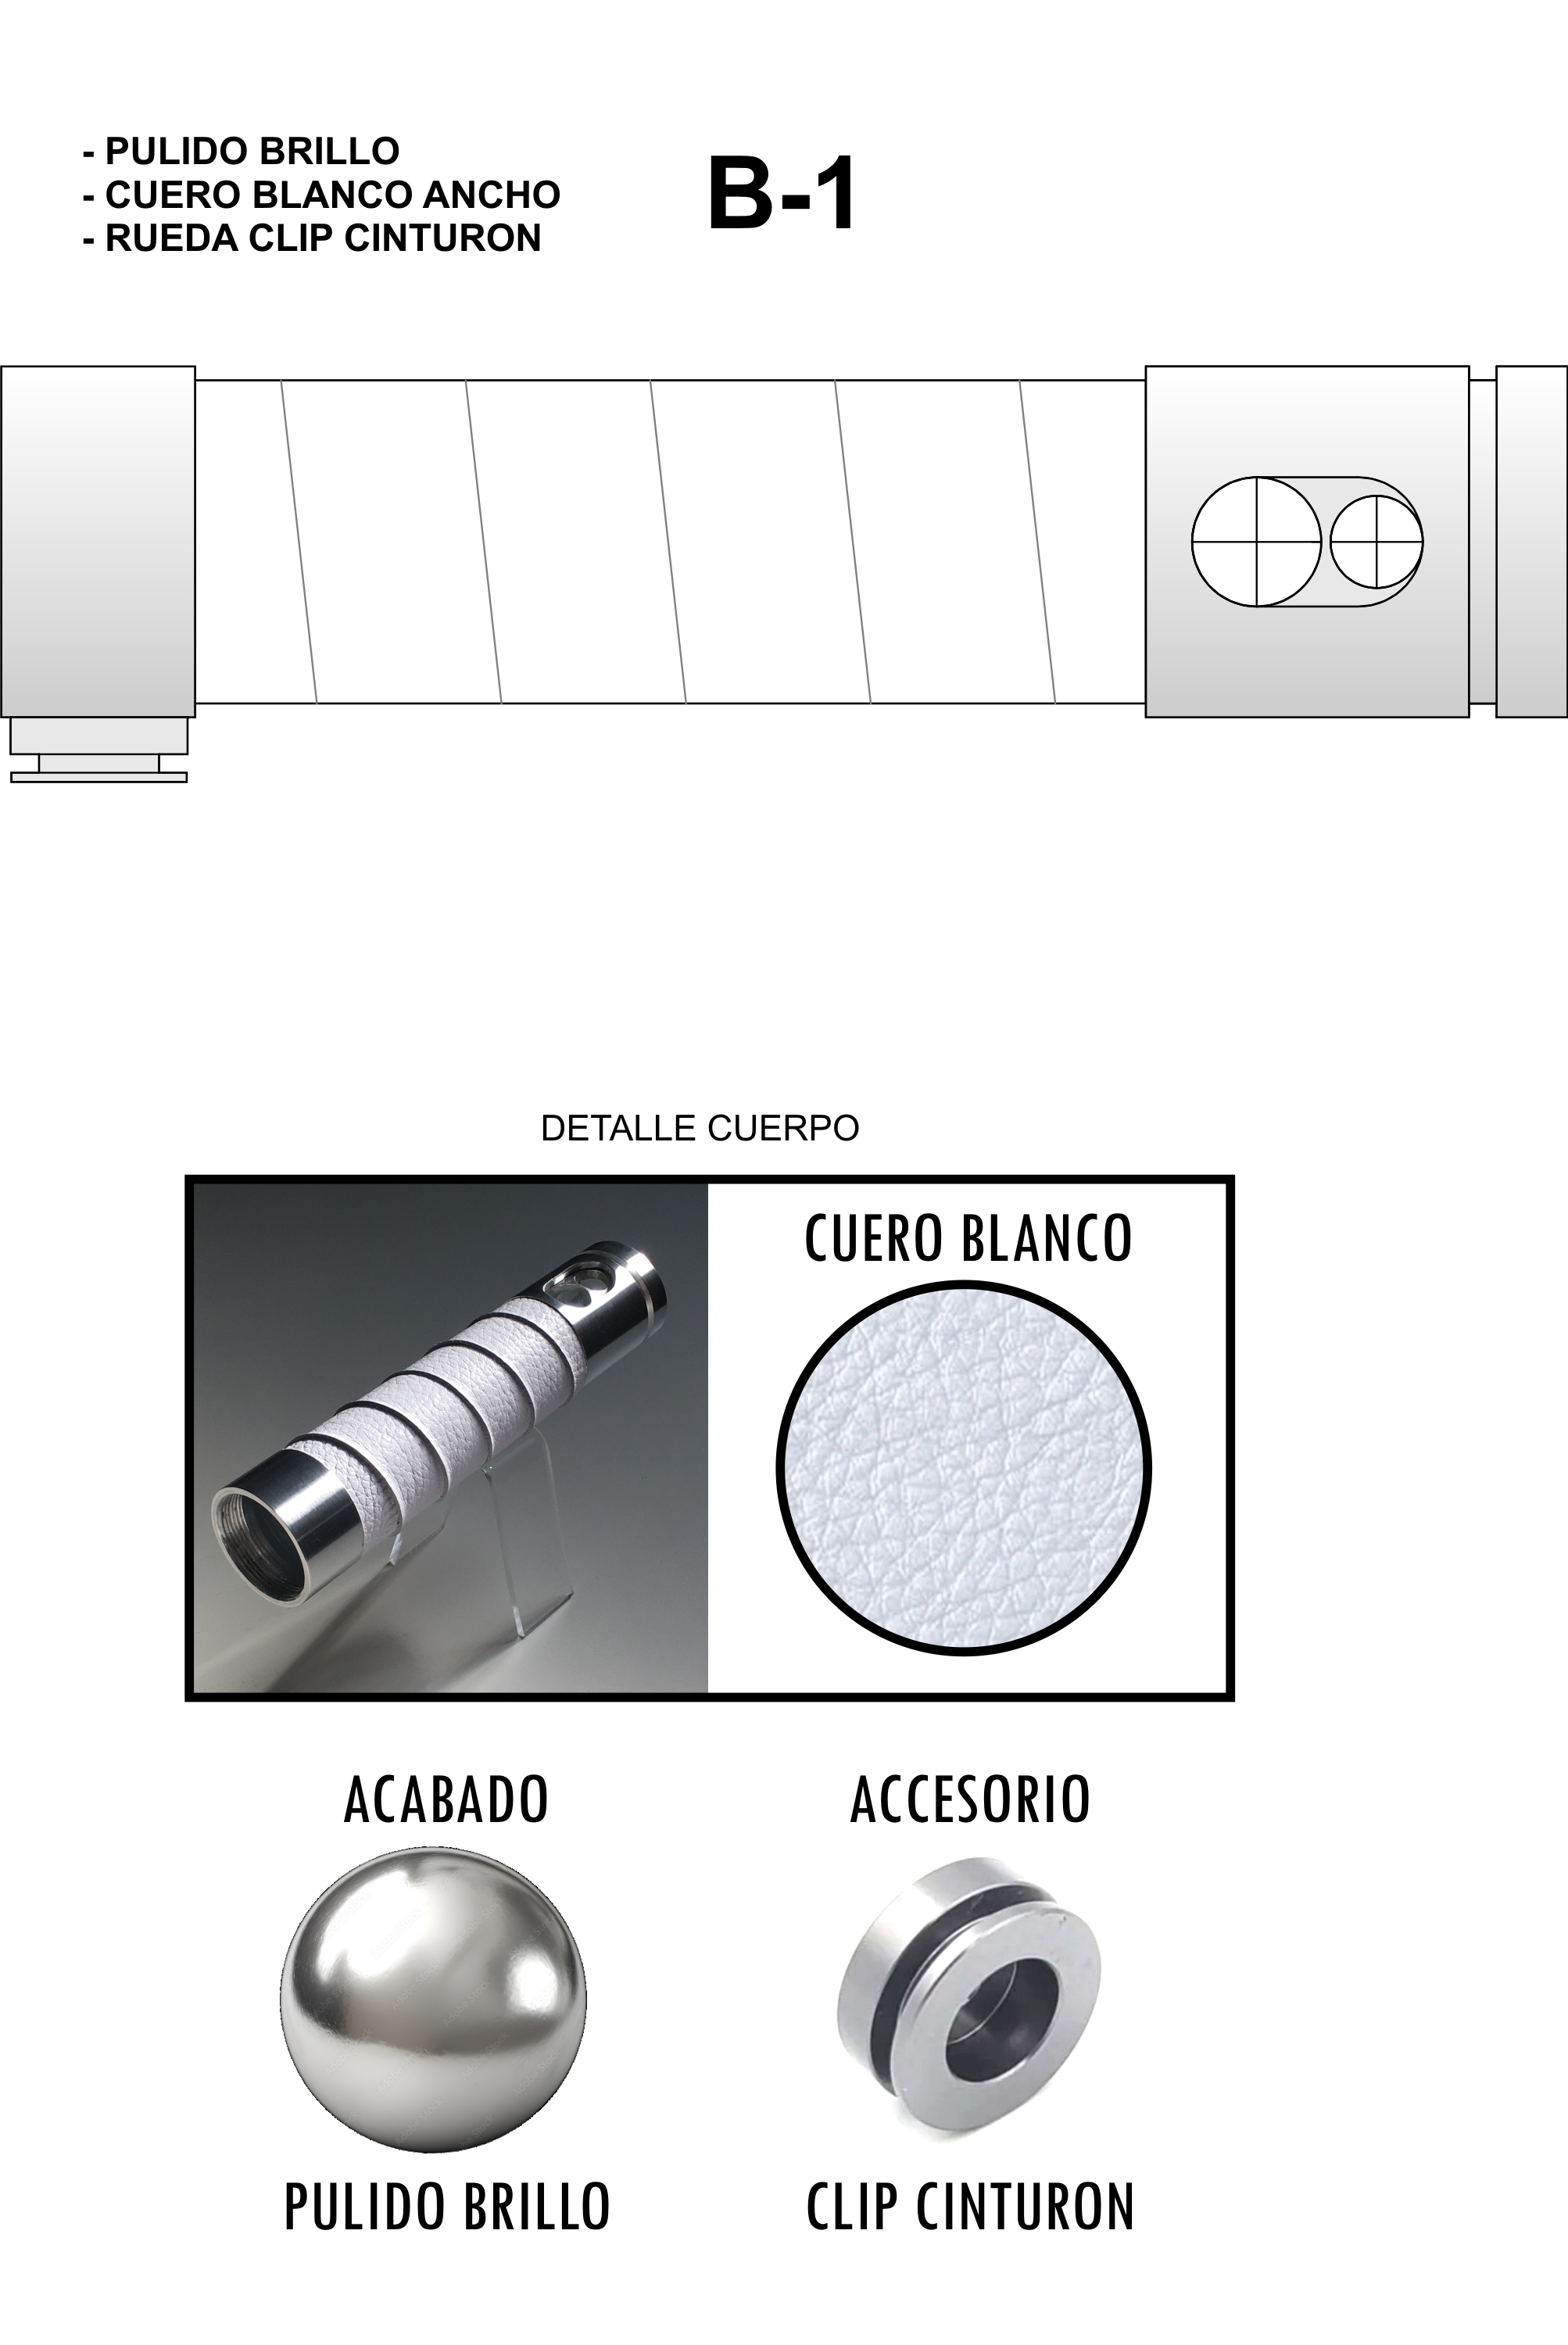 - PULIDO BRILLO
- CUERO BLANCO ANCHO
- RUEDA CLIP CINTURON
B-1
DETALLE CUERPO
CUERO BLANCO
ACABADO
ACCESORIO
PULIDO BRILLO
CLIP CINTURON